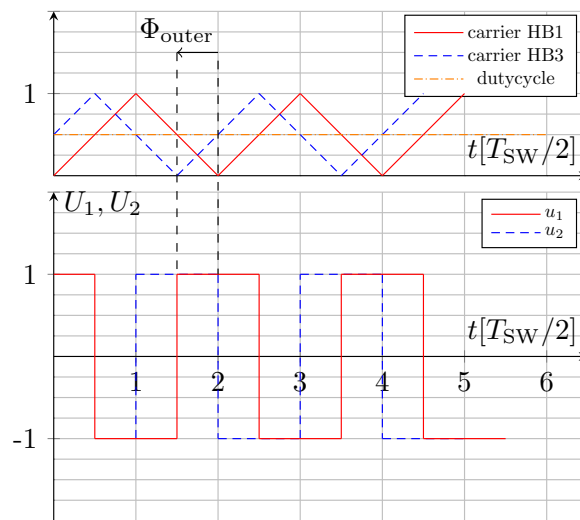 Φouter
carrier HB1
carrier HB3
dutycycle
1
t[TSW/2]
U1, U2
u1
u2
1
t[TSW/2]
1 2 3 4 5 6
-1